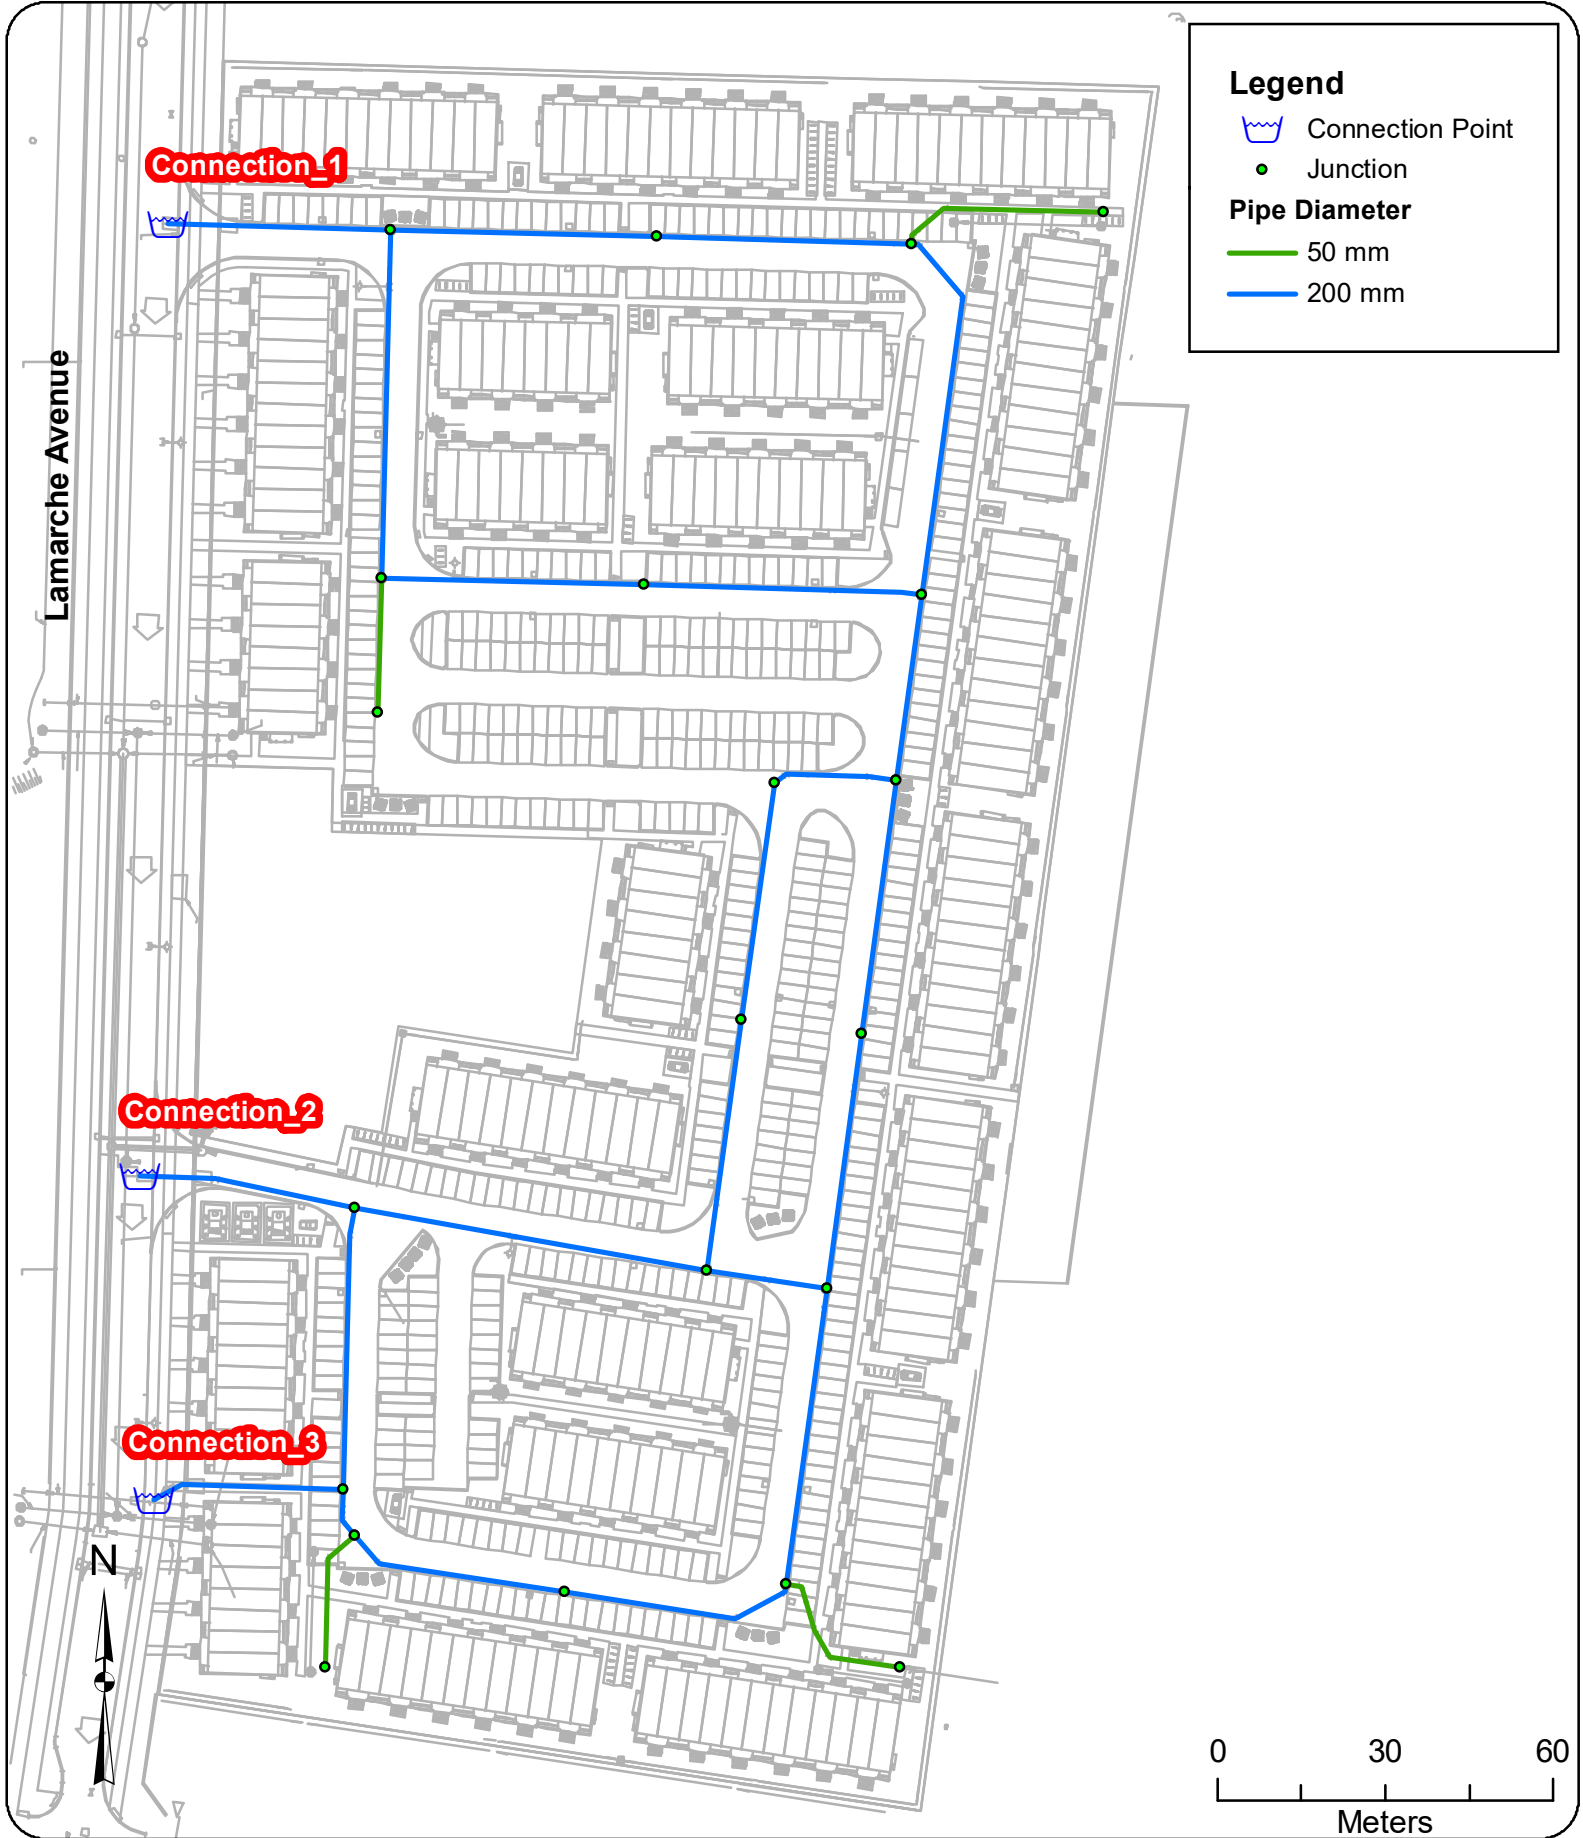 Legend
Connection Point
Junction
Pipe Diameter
50 mm
200 mm
Connection_1
Lamarche Avenue
Connection_2
Connection_3
N
0 30 60
Meters